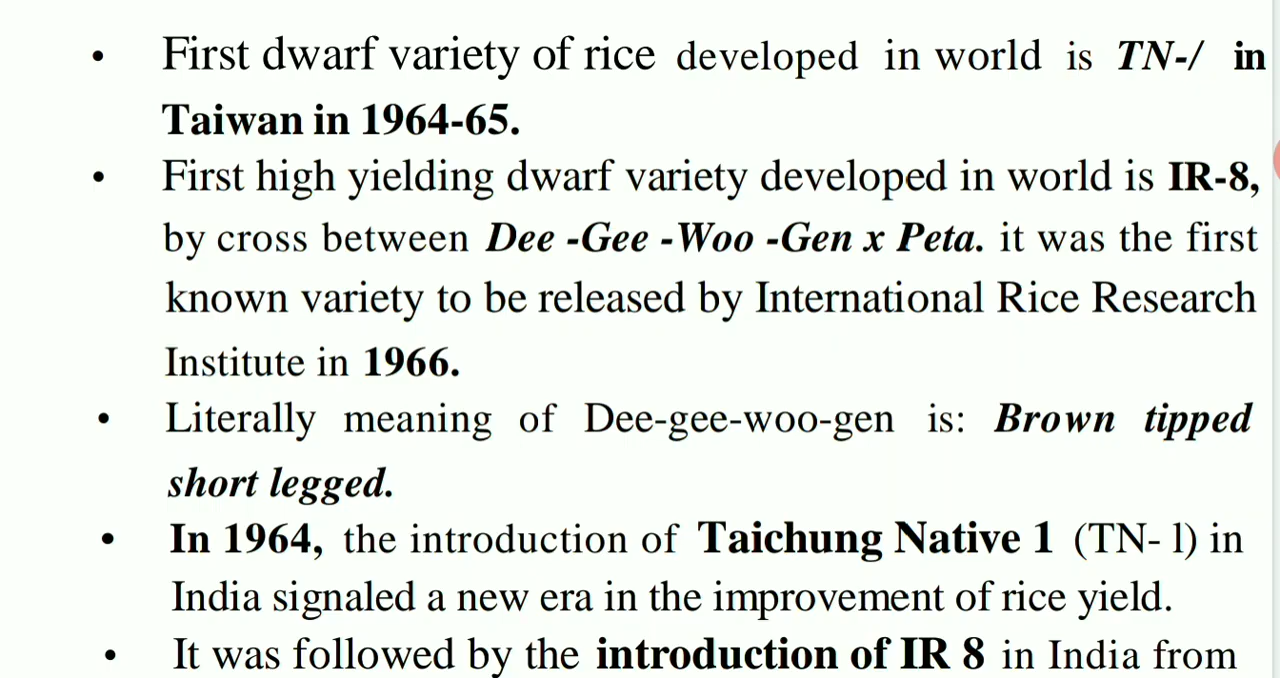 • First dwarf variety of rice developed in world is TN-/ in
Taiwan in 1964-65.
• First high yielding dwarf variety developed in world is IR-8,
by cross between Dee -Gee -Woo -Gen x Peta. it was the first
known variety to be released by International Rice Research
Institute in 1966.
• Literally meaning of Dee-gee-woo-gen is: Brown tipped
short legged.
• In 1964, the introduction of Taichung Native 1 (TN- l) in
India signaled a new era in the improvement of rice yield.
• It was followed by the introduction of IR 8 in India from